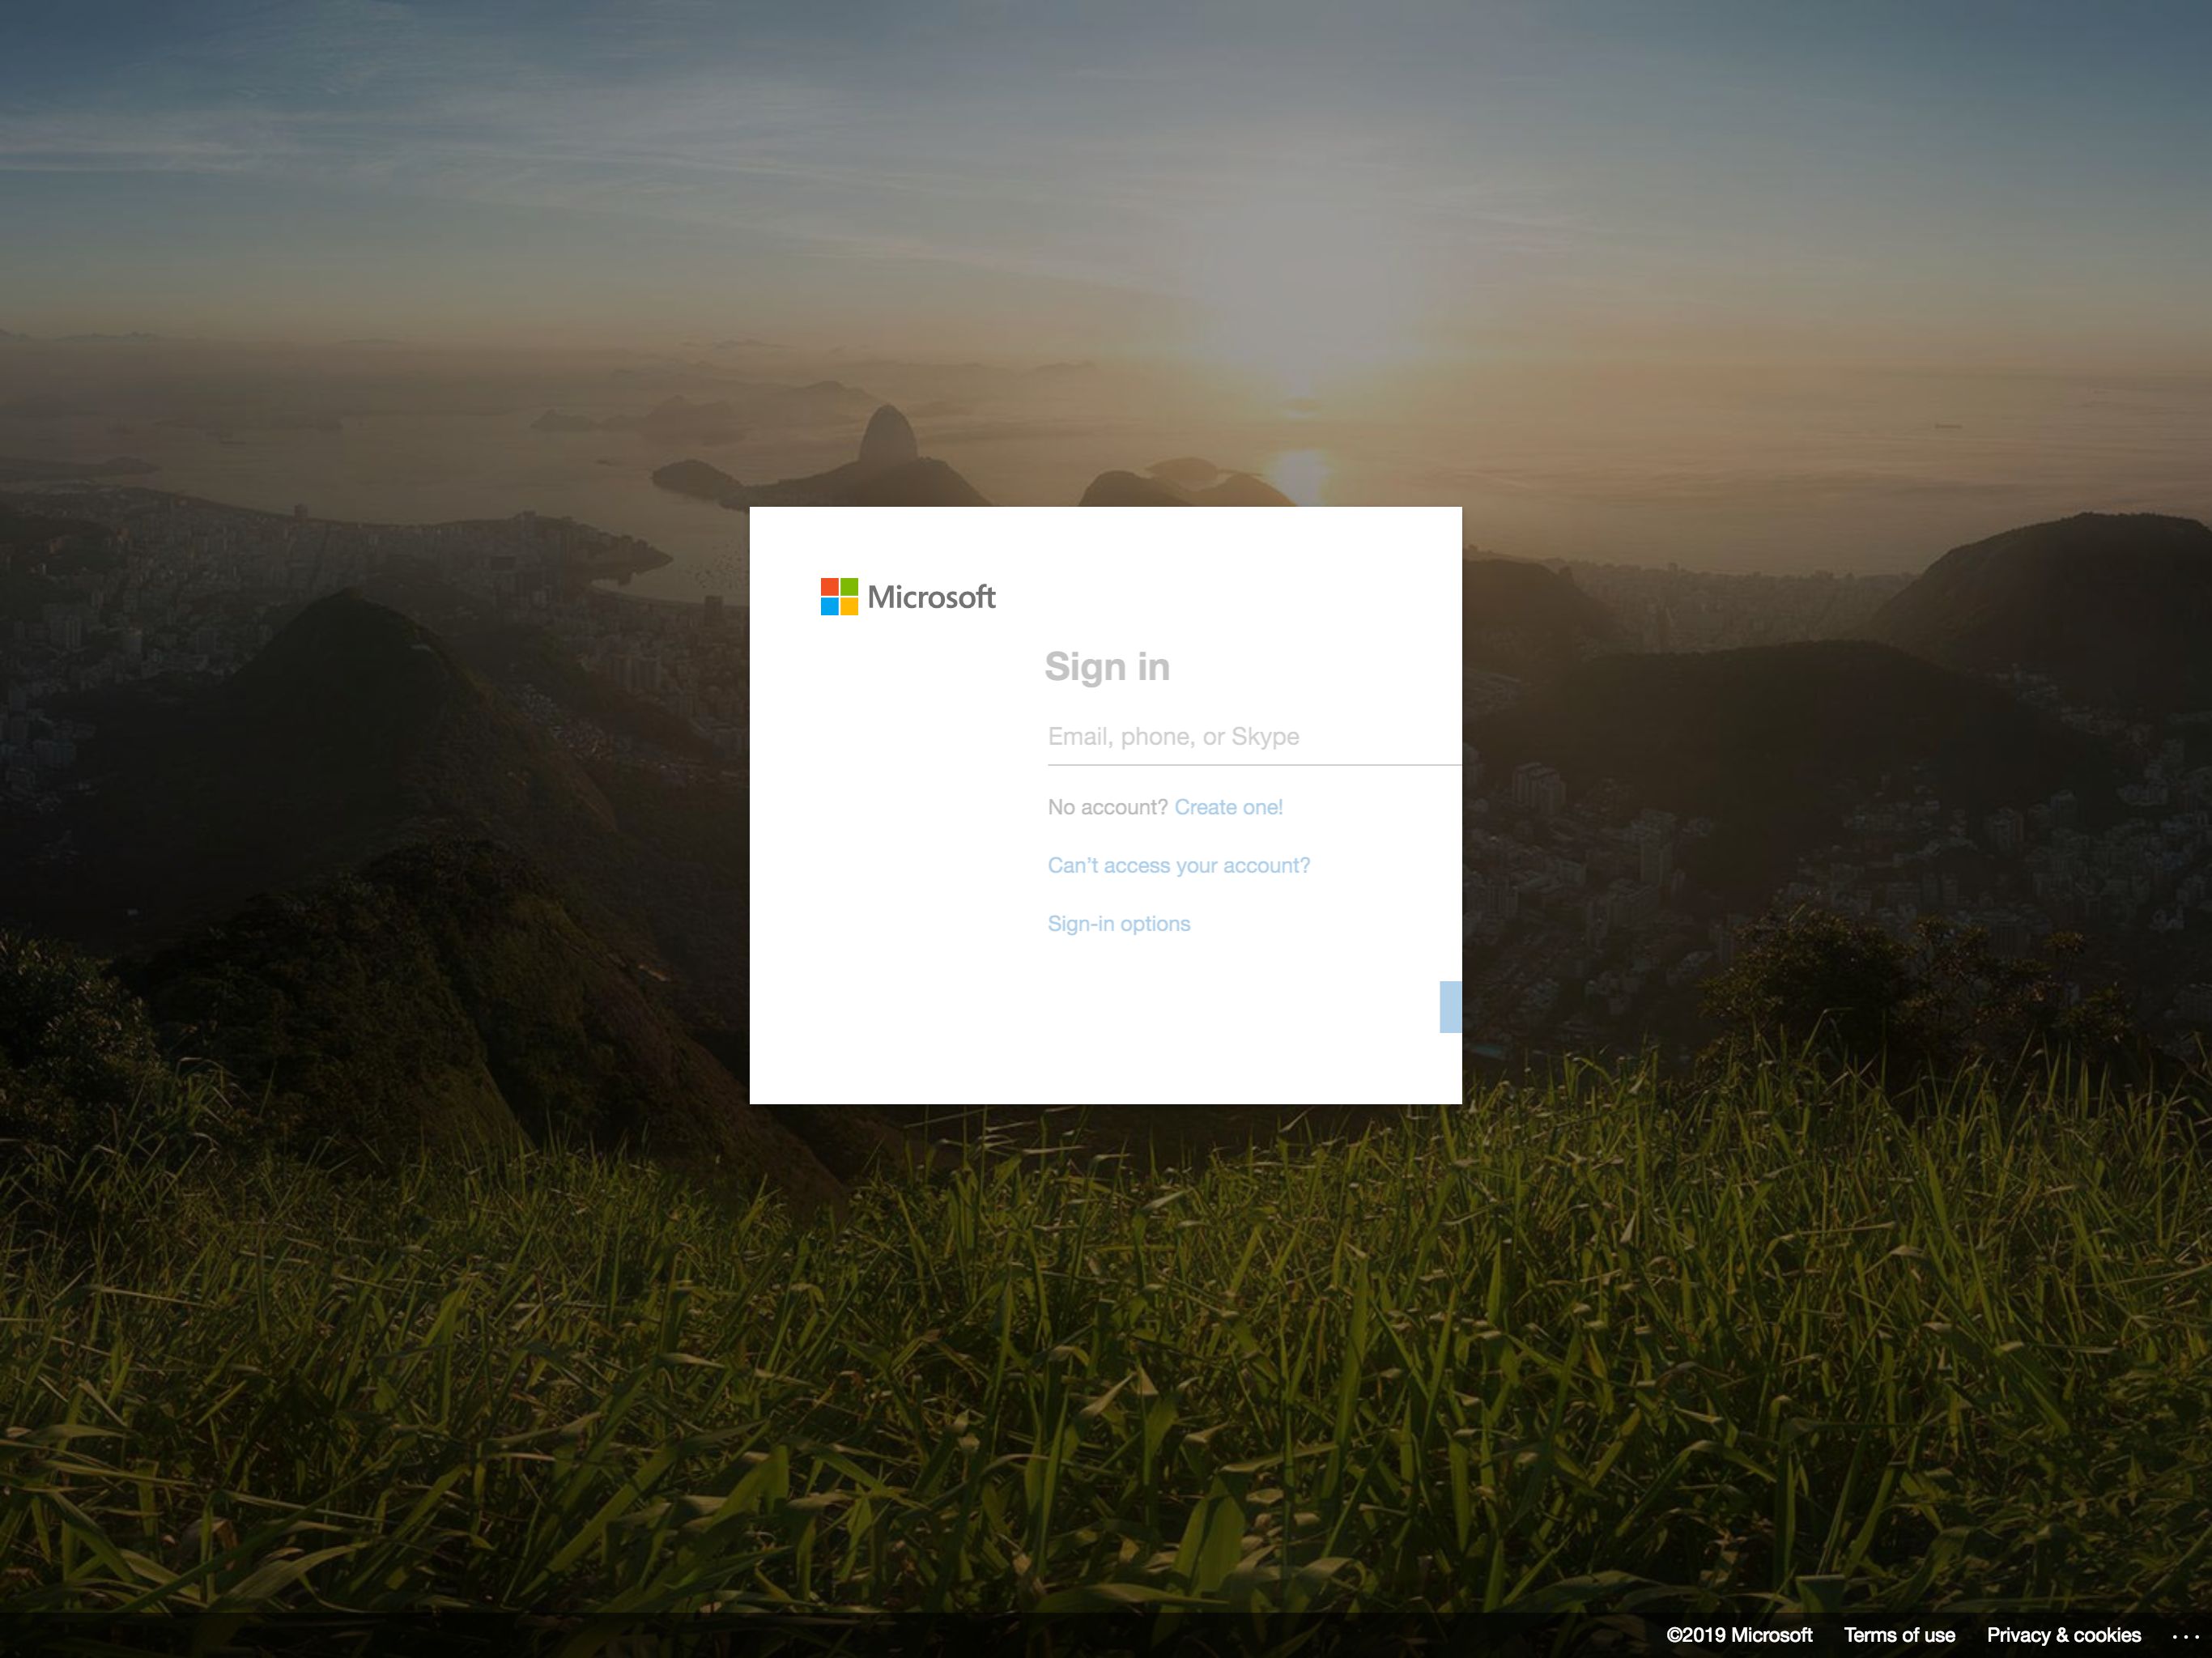 Microsoft
Sign in
Email, phone, or Skype
No account? Create one!
Can't access your account?
Sign-in options
©2019 Microsoft Terms of use Privacy & cookies ...